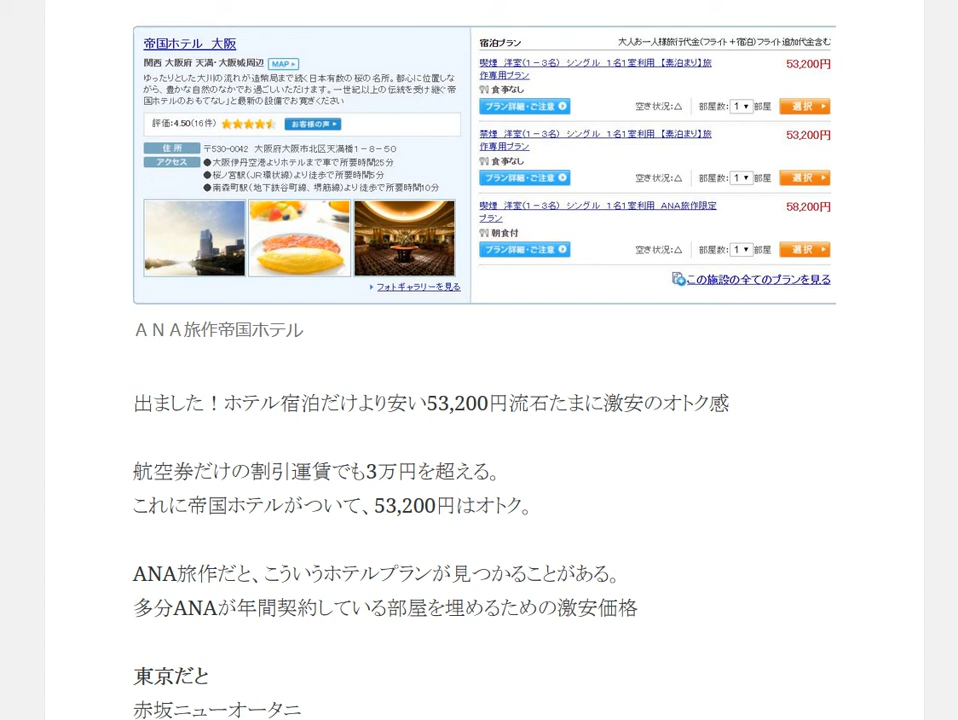 帝国ホテル 大阪
関西 大阪府 天満・大阪城周辺 MAP
ゆったりとした大川の流れが造幣局まで続く日本有数の桜の名所。都心に位置しな
がら、豊かな自然のなかでお過ごしいただけます。一世紀以上の伝統を受け継ぐ帝
国ホテルのおもてなしと最新の設備でお寛ぎください
評価:4.50(16件) お客様の声
住所 〒530-0042 大阪府大阪市北区天満橋1-8-50
アクセス ●大阪伊丹空港よりホテルまで車で所要時間25分
●桜ノ宮駅(JR環状線)より徒歩で所要時間5分
●南森町駅(地下鉄谷町線、堺筋線)より徒歩で所要時間10分
フォトギャラリーを見る
宿泊プラン 大人お一人様旅行代金(フライト+宿泊)フライト追加代金含む
喫煙 洋室(1-3名) シングル 1名1室利用 【素泊まり】旅 53,200円
作専用プラン
食事なし
プラン詳細・ご注意 空き状況:△ 部屋数: 1 部屋 選択
禁煙 洋室(1-3名) シングル 1名1室利用 【素泊まり】旅 53,200円
作専用プラン
食事なし
プラン詳細・ご注意 空き状況:△ 部屋数: 1 部屋 選択
喫煙 洋室(1-3名) シングル 1名1室利用 ANA旅作限定 58,200円
プラン
朝食付
プラン詳細・ご注意 空き状況:△ 部屋数: 1 部屋 選択
この施設の全てのプランを見る
ANA旅作帝国ホテル
出ました!ホテル宿泊だけより安い53,200円流石たまに激安のオトク感
航空券だけの割引運賃でも3万円を超える。
これに帝国ホテルがついて、53,200円はオトク。
ANA旅作だと、こういうホテルプランが見つかることがある。
多分ANAが年間契約している部屋を埋めるための激安価格
東京だと
赤坂ニューオータニ